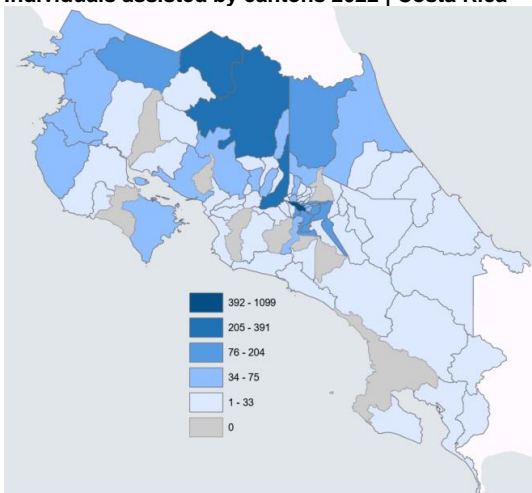 Individuals assisted by cantons 2022 | Costa Rica
392 - 1099
205 - 391
76 - 204
34 - 75
1 - 33
0